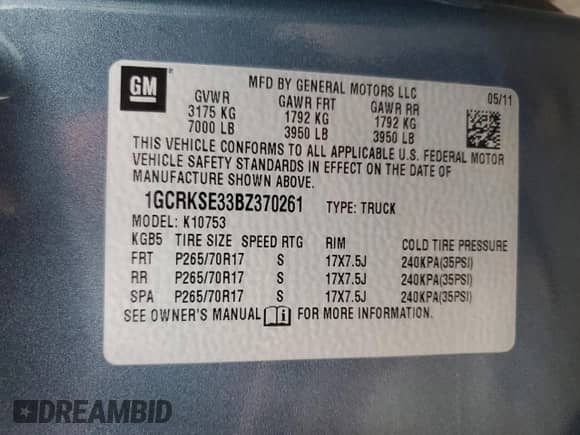 GM
MFD BY GENERAL MOTORS LLC
05/11
GVWR GAWR FRT GAWR RR
3175 KG 1792 KG 1792 KG
7000 LB 3950 LB 3950 LB
THIS VEHICLE CONFORMS TO ALL APPLICABLE U.S. FEDERAL MOTOR
VEHICLE SAFETY STANDARDS IN EFFECT ON THE DATE OF
MANUFACTURE SHOWN ABOVE.
1GCRKSE33BZ370261 TYPE: TRUCK
MODEL: K10753
KGB5 TIRE SIZE SPEED RTG RIM COLD TIRE PRESSURE
FRT P265/70R17 S 17X7.5J 240KPA(35PSI)
RR P265/70R17 S 17X7.5J 240KPA(35PSI)
SPA P265/70R17 S 17X7.5J 240KPA(35PSI)
SEE OWNER'S MANUAL FOR MORE INFORMATION.
DREAMBID